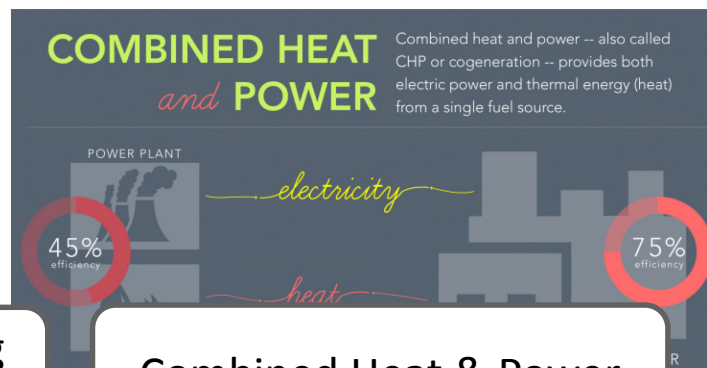 COMBINED HEAT
and POWER
Combined heat and power -- also called
CHP or cogeneration -- provides both
electric power and thermal energy (heat)
from a single fuel source.
POWER PLANT
electricity
45%
efficiency
75%
efficiency
heat
Combined Heat & Power